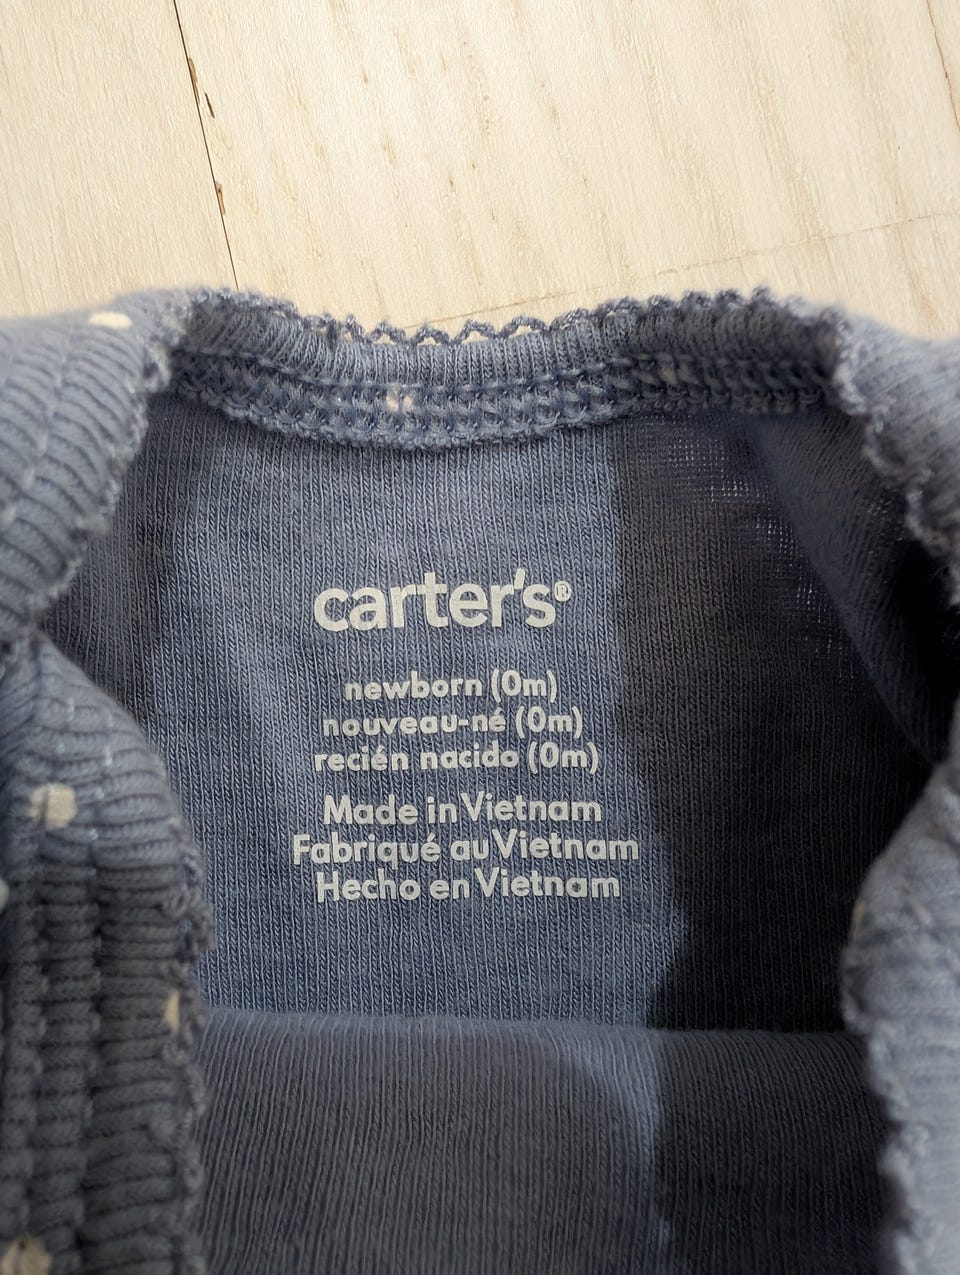 carter's®
newborn (0m)
nouveau-né (0m)
recién nacido (0m)
Made in Vietnam
Fabriqué au Vietnam
Hecho en Vietnam